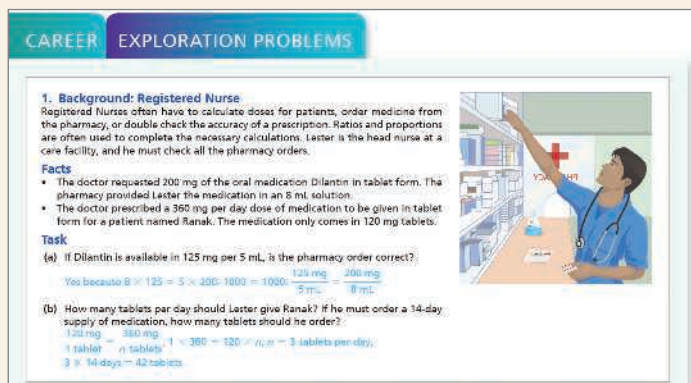 CAREER EXPLORATION PROBLEMS
1. Background: Registered Nurse
Registered Nurses often have to calculate doses for patients, order medicine from
the pharmacy, or double check the accuracy of a prescription. Ratios and proportions
are often used to complete the necessary calculations. Lester is the head nurse at a
care facility, and he must check all the pharmacy orders.
Facts
• The doctor requested 200 mg of the oral medication Dilantin in tablet form. The
pharmacy provided Lester the medication in an 8 mL solution.
• The doctor prescribed a 360 mg per day dose of medication to be given in tablet
form for a patient named Ranak. The medication only comes in 120 mg tablets.
Task
(a) If Dilantin is available in 125 mg per 5 mL, is the pharmacy order correct?
Yes because 8 × 125 = 5 × 200; 1000 = 1000; 125 mg / 5 mL = 200 mg / 8 mL
(b) How many tablets per day should Lester give Ranak? If he must order a 14-day
supply of medication, how many tablets should he order?
120 mg / 1 tablet = 360 mg / n tablets; 1 × 360 = 120 × n, n = 3 tablets per day;
3 × 14 days = 42 tablets
PHARMACY